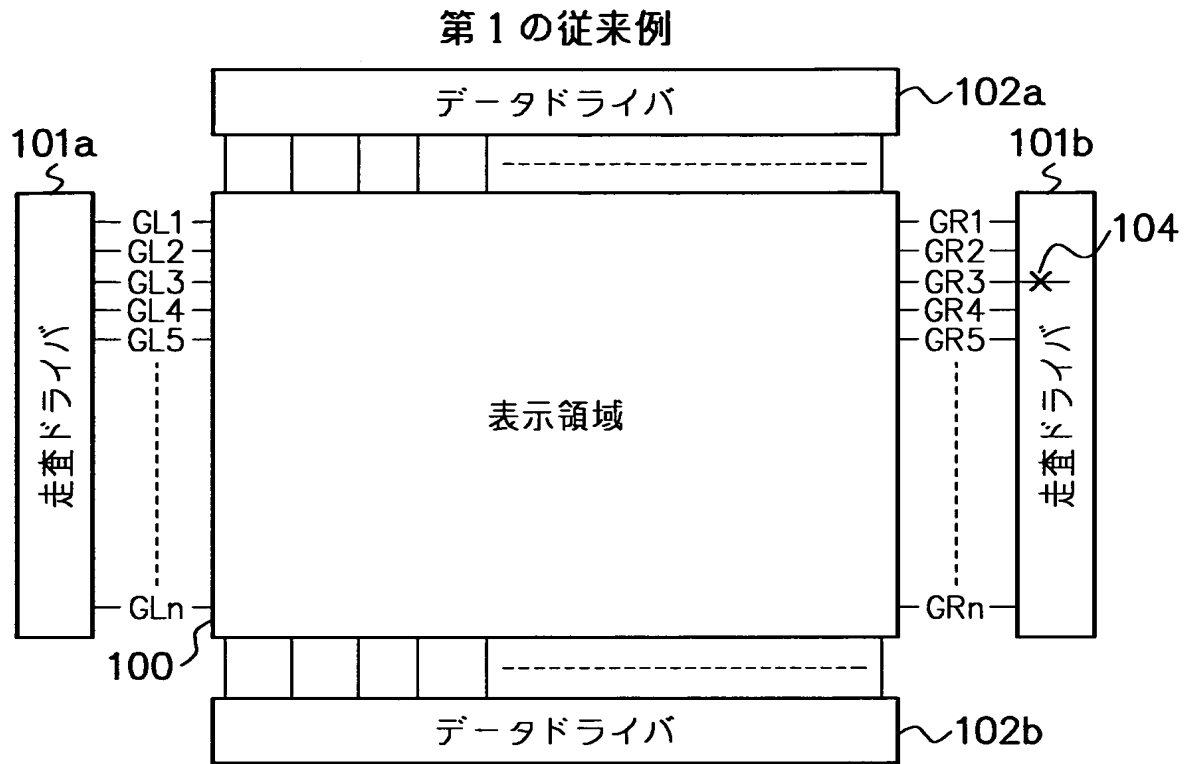 第1の従来例
データドライバ
102a
101a
101b
GL1
GR1
104
GL2
GR2
GL3
GR3
GL4
GR4
GL5
GR5
走査ドライバ
表示領域
走査ドライバ
GLn
GRn
100
データドライバ
102b